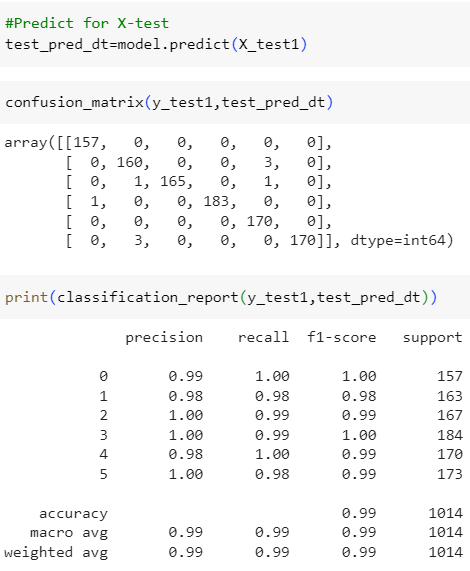 #Predict for X-test
test_pred_dt=model.predict(X_test1)
confusion_matrix(y_test1,test_pred_dt)
array([[157,   0,   0,   0,   0,   0],
       [  0, 160,   0,   0,   3,   0],
       [  0,   1, 165,   0,   1,   0],
       [  1,   0,   0, 183,   0,   0],
       [  0,   0,   0,   0, 170,   0],
       [  0,   3,   0,   0,   0, 170]], dtype=int64)
print(classification_report(y_test1,test_pred_dt))
              precision    recall  f1-score   support
           0       0.99      1.00      1.00       157
           1       0.98      0.98      0.98       163
           2       1.00      0.99      0.99       167
           3       1.00      0.99      1.00       184
           4       0.98      1.00      0.99       170
           5       1.00      0.98      0.99       173
    accuracy                           0.99      1014
   macro avg       0.99      0.99      0.99      1014
weighted avg       0.99      0.99      0.99      1014